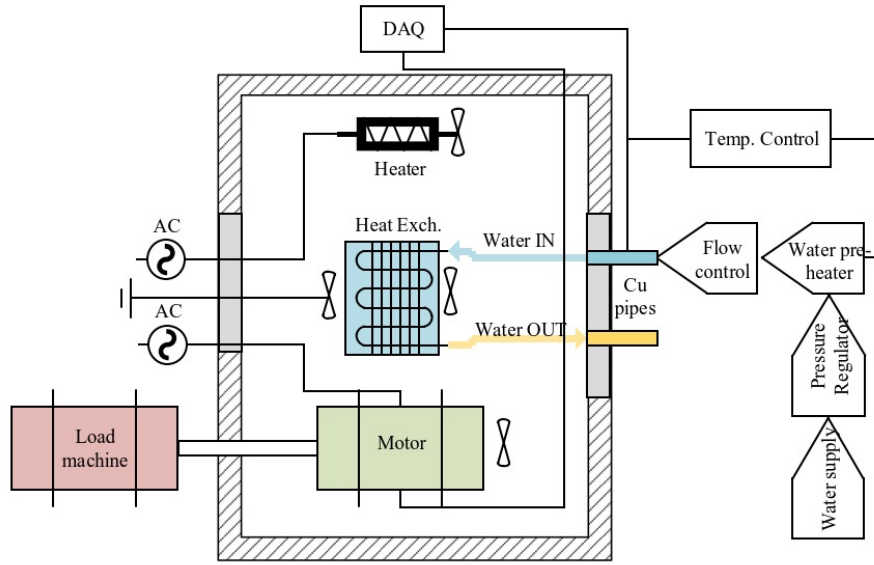 DAQ
Temp. Control
Heater
AC
Heat Exch.
Water IN
Flow
control
Water pre-
heater
Cu
pipes
AC
Water OUT
Pressure
Regulator
Load
machine
Motor
Water supply